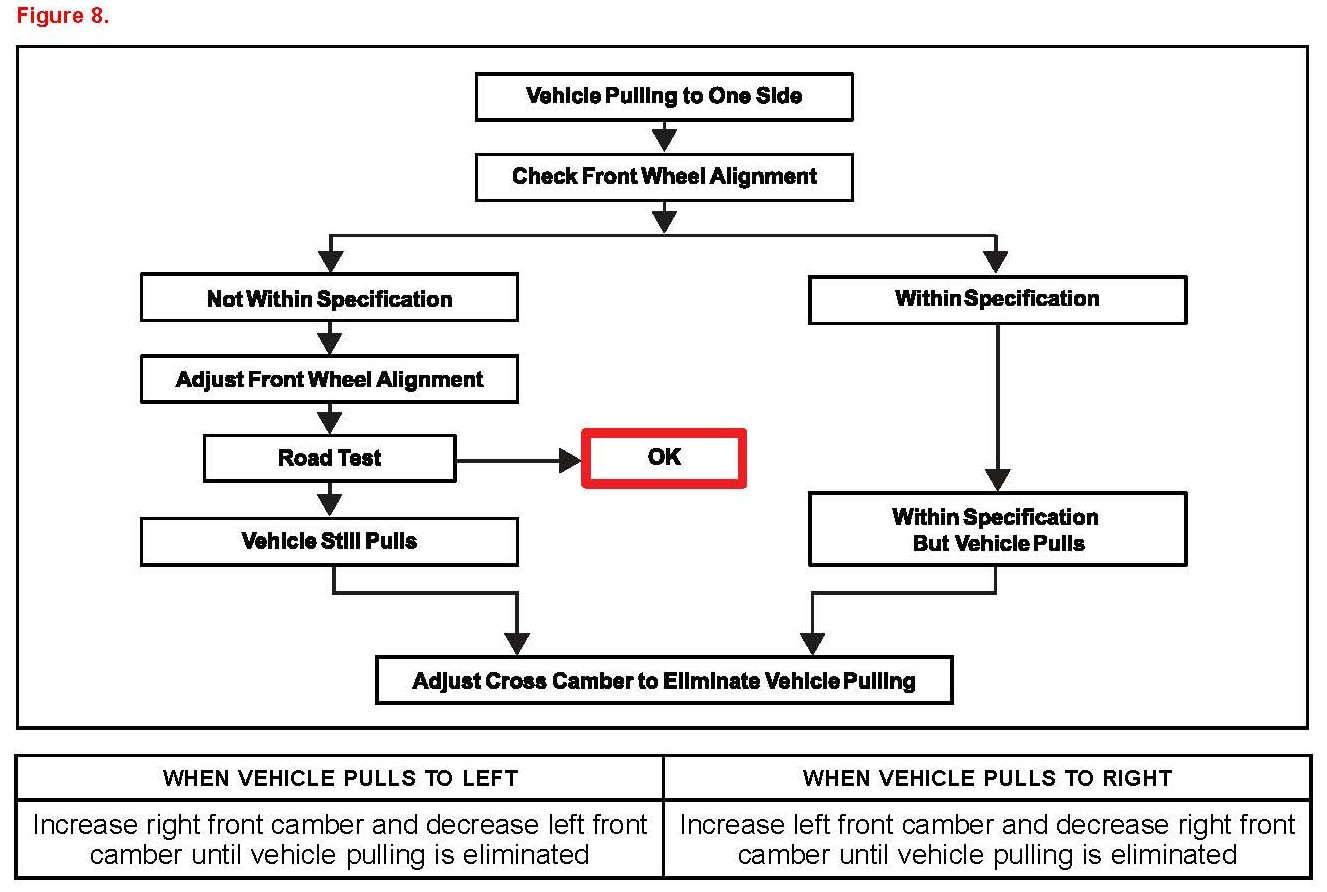 Figure 8.
Vehicle Pulling to One Side
Check Front Wheel Alignment
Not Within Specification
Within Specification
Adjust Front Wheel Alignment
Road Test
OK
Vehicle Still Pulls
Within Specification
But Vehicle Pulls
Adjust Cross Camber to Eliminate Vehicle Pulling
WHEN VEHICLE PULLS TO LEFT
WHEN VEHICLE PULLS TO RIGHT
Increase right front camber and decrease left front
camber until vehicle pulling is eliminated
Increase left front camber and decrease right front
camber until vehicle pulling is eliminated